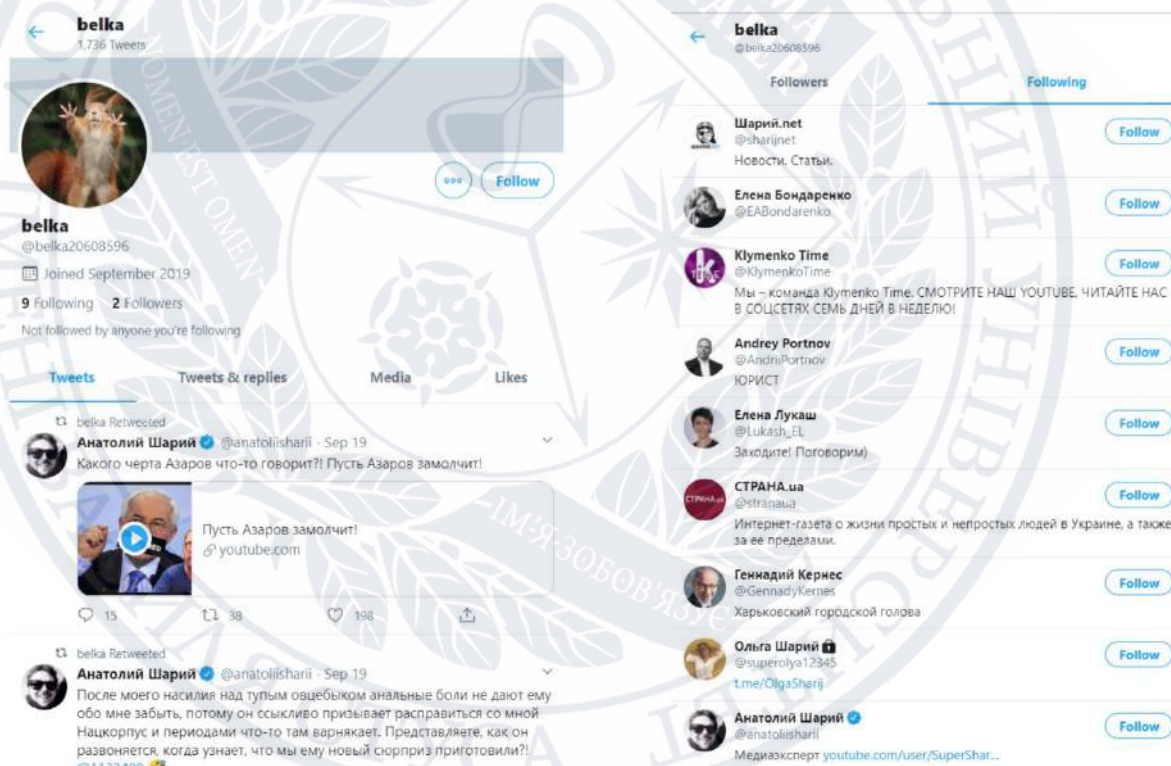 belka
1,736 Tweets
Follow
belka
@belka20608596
Joined September 2019
9 Following 2 Followers
Not followed by anyone you're following
Tweets Tweets & replies Media Likes
belka Retweeted
Анатолий Шарий @anatoliisharii · Sep 19
Какого черта Азаров что-то говорит?! Пусть Азаров замолчит!
Пусть Азаров замолчит!
youtube.com
15 38 198
belka Retweeted
Анатолий Шарий @anatoliisharii · Sep 19
После моего насилия над тупым овцебыком анальные боли не дают ему
обо мне забыть, потому он ссыкливо призывает расправиться со мной
Нацкорпус и периодами что-то там варнякает. Представляете, как он
развоняется, когда узнает, что мы ему новый сюрприз приготовили?!
belka
@belka20608596
Followers Following
Шарий.net
@sharijnet
Новости. Статьи.
Follow
Елена Бондаренко
@EABondarenko
Follow
Klymenko Time
@KlymenkoTime
Мы – команда Klymenko Time. СМОТРИТЕ НАШ YOUTUBE, ЧИТАЙТЕ НАС
В СОЦСЕТЯХ СЕМЬ ДНЕЙ В НЕДЕЛЮ!
Follow
Andrey Portnov
@AndriiPortnov
ЮРИСТ
Follow
Елена Лукаш
@Lukash_EL
Заходите! Поговорим)
Follow
СТРАНА.ua
@stranaua
Интернет-газета о жизни простых и непростых людей в Украине, а также
за ее пределами.
Follow
Геннадий Кернес
@GennadyKernes
Харьковский городской голова
Follow
Ольга Шарий
@superolya12345
t.me/OlgaSharij
Follow
Анатолий Шарий
@anatoliisharii
Медиаэксперт youtube.com/user/SuperShar...
Follow
NOMEN EST OMEN
ІМ'Я ЗОБОВ'ЯЗУЄ